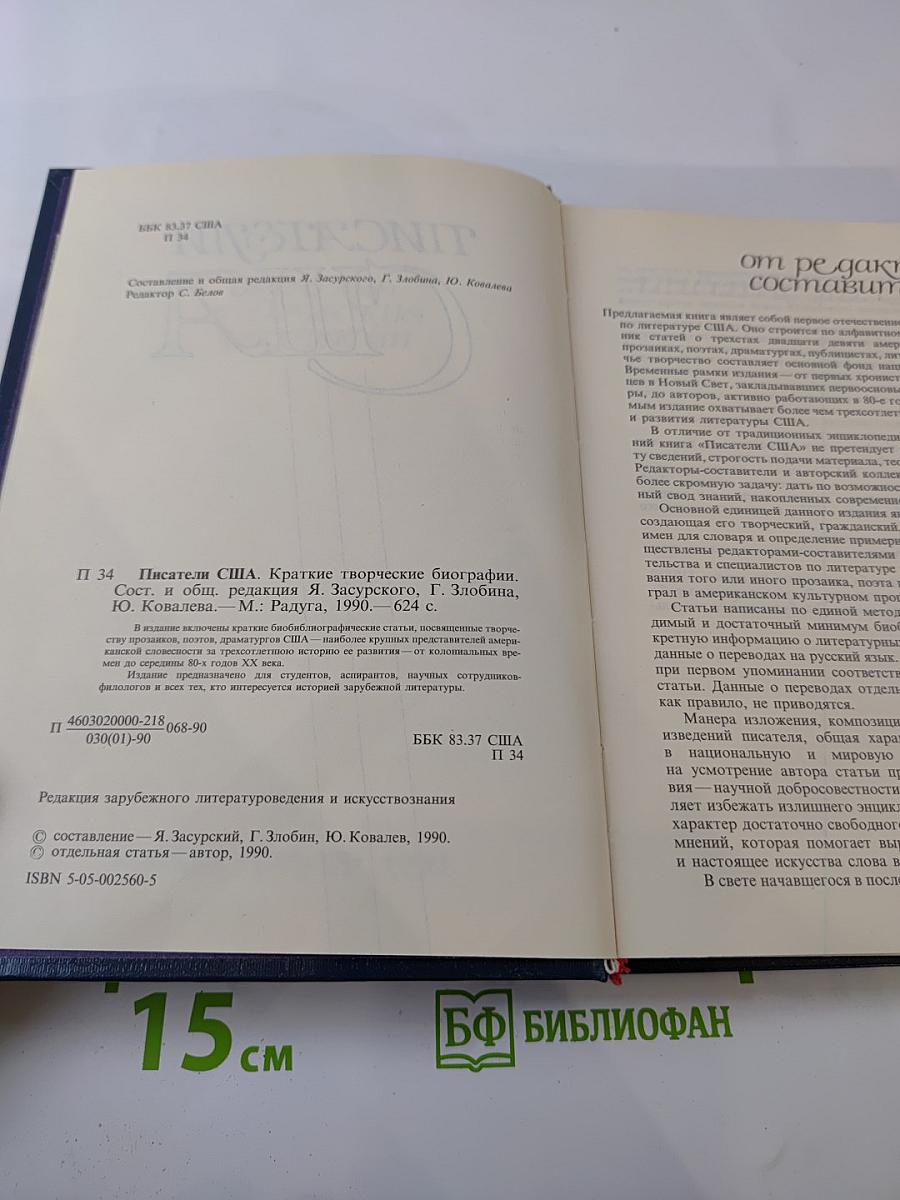 ББК 83.37 США
П 34
Составление и общая редакция Я. Засурского, Г. Злобина, Ю. Ковалева
Редактор С. Белов
П 34 Писатели США. Краткие творческие биографии.
Сост. и общ. редакция Я. Засурского, Г. Злобина,
Ю. Ковалева.— М.: Радуга, 1990.— 624 с.
В издание включены краткие биобиблиографические статьи, посвященные творче-
ству прозаиков, поэтов, драматургов США — наиболее крупных представителей амери-
канской словесности за трехсотлетнюю историю ее развития — от колониальных вре-
мен до середины 80-х годов XX века.
Издание предназначено для студентов, аспирантов, научных сотрудников-
филологов и всех тех, кто интересуется историей зарубежной литературы.
П 4603020000-218 068-90
030(01)-90
ББК 83.37 США
П 34
Редакция зарубежного литературоведения и искусствознания
© составление — Я. Засурский, Г. Злобин, Ю. Ковалев, 1990.
© отдельная статья — автор, 1990.
ISBN 5-05-002560-5
от редакт
составит
Предлагаемая книга являет собой первое отечественно
по литературе США. Оно строится по алфавитном
ник статей о трехстах двадцати девяти амер
прозаиках, поэтах, драматургах, публицистах, лит
чье творчество составляет основной фонд наци
Временные рамки издания — от первых хронист
цев в Новый Свет, закладывавших первоосновы
ры, до авторов, активно работающих в 80-е го
мым издание охватывает более чем трехсотлет
и развития литературы США.
В отличие от традиционных энциклопеди
ний книга «Писатели США» не претендует
ту сведений, строгость подачи материала, тес
Редакторы-составители и авторский коллек
более скромную задачу: дать по возможнос
ный свод знаний, накопленных современн
Основной единицей данного издания яв
создающая его творческий, гражданский
имен для словаря и определение примерн
ществлены редакторами-составителями
тельства и специалистов по литературе
вания того или иного прозаика, поэта
грал в американском культурном проц
Статьи написаны по единой метод
димый и достаточный минимум биоб
кретную информацию о литературны
данные о переводах на русский язык.
при первом упоминании соответств
статьи. Данные о переводах отдель
как правило, не приводятся.
Манера изложения, композици
изведений писателя, общая хара
в национальную и мировую
на усмотрение автора статьи пр
вия — научной добросовестности
ляет избежать излишнего энцикл
характер достаточно свободного
мнений, которая помогает выр
и настоящее искусства слова в
В свете начавшегося в посл
15 см
БФ БИБЛИОФАН